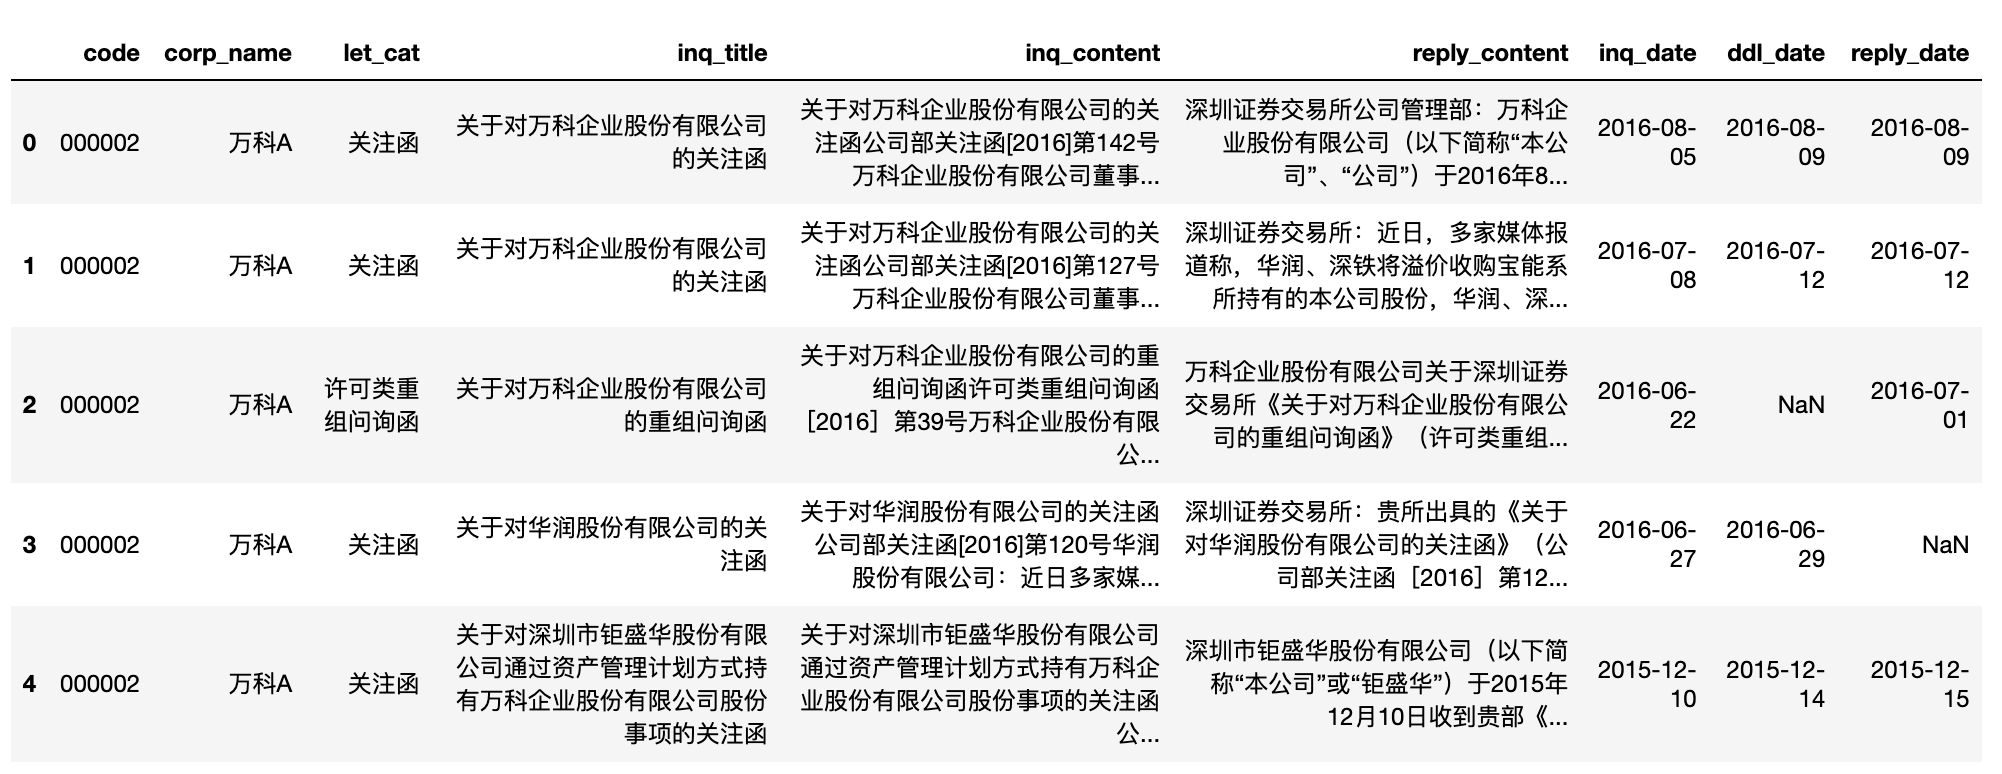 code corp_name let_cat inq_title inq_content reply_content inq_date ddl_date reply_date
0 000002 万科A 关注函
关于对万科企业股份有限公司
的关注函
关于对万科企业股份有限公司的关
注函公司部关注函[2016]第142号
万科企业股份有限公司董事...
深圳证券交易所公司管理部：万科企
业股份有限公司（以下简称“本公
司”、“公司”）于2016年8...
2016-08-
05
2016-08-
09
2016-08-
09
1 000002 万科A 关注函
关于对万科企业股份有限公司
的关注函
关于对万科企业股份有限公司的关
注函公司部关注函[2016]第127号
万科企业股份有限公司董事...
深圳证券交易所：近日，多家媒体报
道称，华润、深铁将溢价收购宝能系
所持有的本公司股份，华润、深...
2016-07-
08
2016-07-
12
2016-07-
12
2 000002 万科A
许可类重
组问询函
关于对万科企业股份有限公司
的重组问询函
关于对万科企业股份有限公司的重
组问询函许可类重组问询函
［2016］第39号万科企业股份有限
公...
万科企业股份有限公司关于深圳证券
交易所《关于对万科企业股份有限公
司的重组问询函》（许可类重组...
2016-06-
22
NaN
2016-07-
01
3 000002 万科A 关注函
关于对华润股份有限公司的关
注函
关于对华润股份有限公司的关注函
公司部关注函[2016]第120号华润
股份有限公司：近日多家媒...
深圳证券交易所：贵所出具的《关于
对华润股份有限公司的关注函》（公
司部关注函［2016］第12...
2016-06-
27
2016-06-
29
NaN
4 000002 万科A 关注函
关于对深圳市钜盛华股份有限
公司通过资产管理计划方式持
有万科企业股份有限公司股份
事项的关注函
关于对深圳市钜盛华股份有限公司
通过资产管理计划方式持有万科企
业股份有限公司股份事项的关注函
公...
深圳市钜盛华股份有限公司（以下简
称“本公司”或“钜盛华”）于2015年
12月10日收到贵部《...
2015-12-
10
2015-12-
14
2015-12-
15